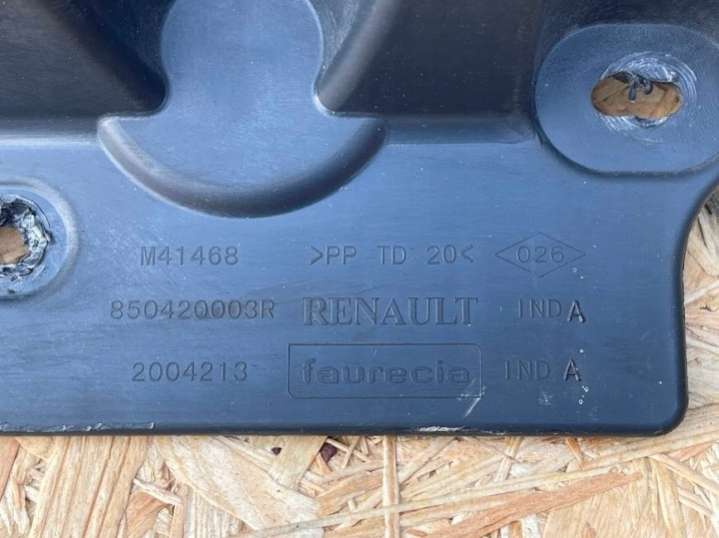 M41468 >PP TD 20< 026
850420003R RENAULT IND A
2004213 faurecia IND A